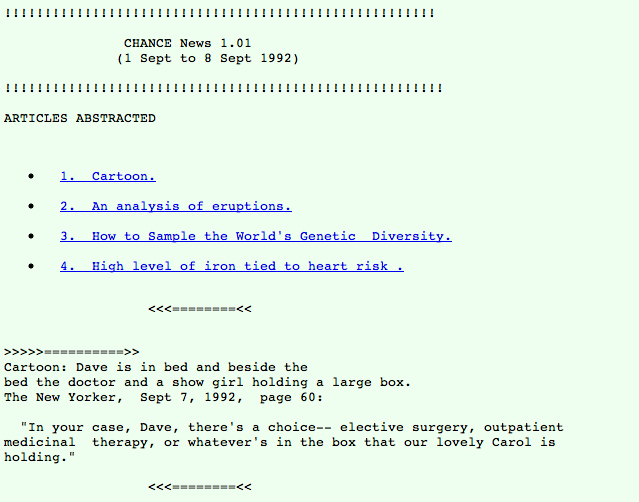 !!!!!!!!!!!!!!!!!!!!!!!!!!!!!!!!!!!!!!!!!!!!!!!!!!!!!!
CHANCE News 1.01
(1 Sept to 8 Sept 1992)
!!!!!!!!!!!!!!!!!!!!!!!!!!!!!!!!!!!!!!!!!!!!!!!!!!!!!!!
ARTICLES ABSTRACTED
• 1.  Cartoon.
• 2.  An analysis of eruptions.
• 3.  How to Sample the World's Genetic  Diversity.
• 4.  High level of iron tied to heart risk .
<<<========<<
>>>>>==========>>
Cartoon: Dave is in bed and beside the
bed the doctor and a show girl holding a large box.
The New Yorker,  Sept 7, 1992,  page 60:
"In your case, Dave, there's a choice-- elective surgery, outpatient
medicinal  therapy, or whatever's in the box that our lovely Carol is
holding."
<<<========<<